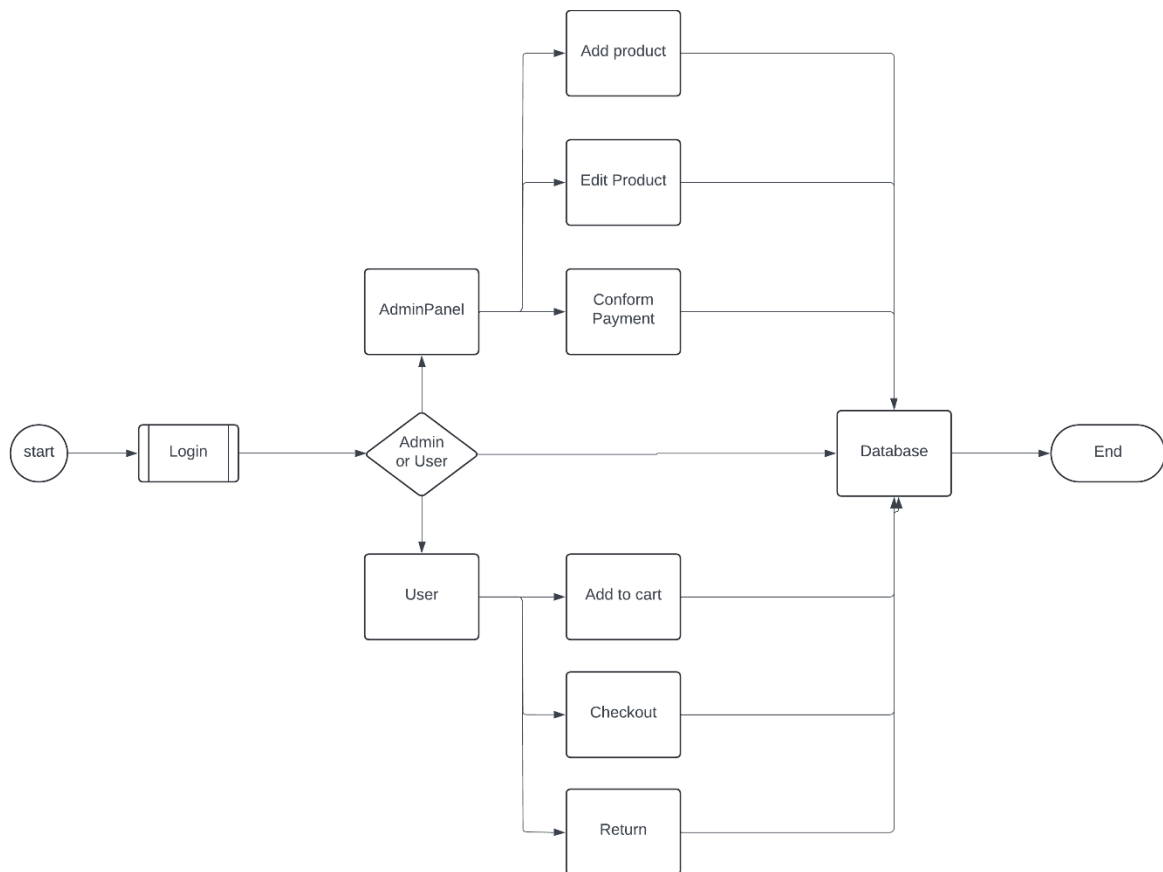 Add product
Edit Product
AdminPanel
Conform
Payment
start
Login
Admin
or User
Database
End
User
Add to cart
Checkout
Return